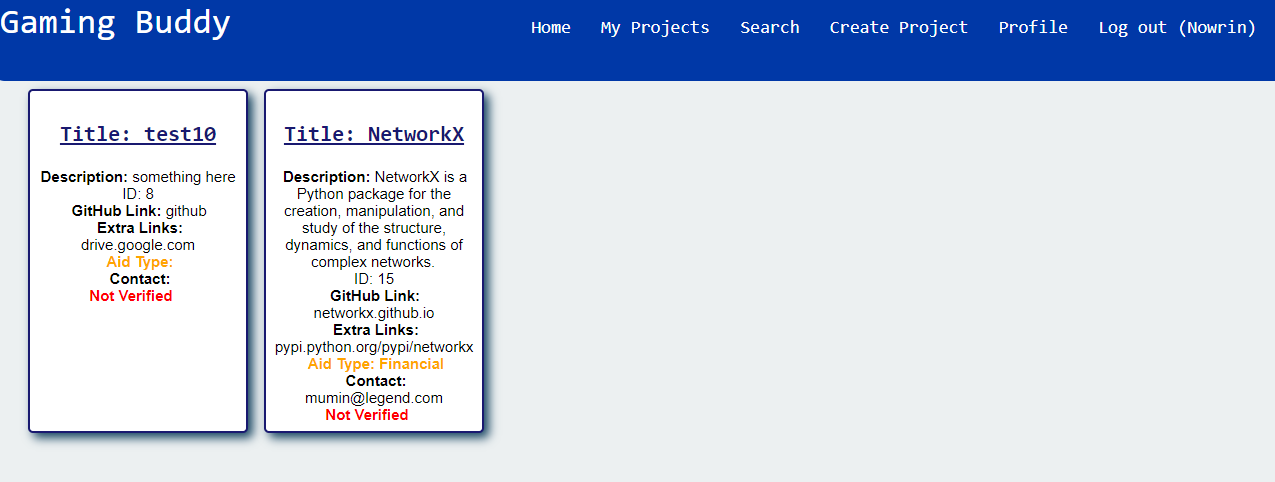 Gaming Buddy
Home My Projects Search Create Project Profile Log out (Nowrin)
Title: test10
Description: something here
ID: 8
GitHub Link: github
Extra Links:
drive.google.com
Aid Type:
Contact:
Not Verified
Title: NetworkX
Description: NetworkX is a
Python package for the
creation, manipulation, and
study of the structure,
dynamics, and functions of
complex networks.
ID: 15
GitHub Link:
networkx.github.io
Extra Links:
pypi.python.org/pypi/networkx
Aid Type: Financial
Contact:
mumin@legend.com
Not Verified